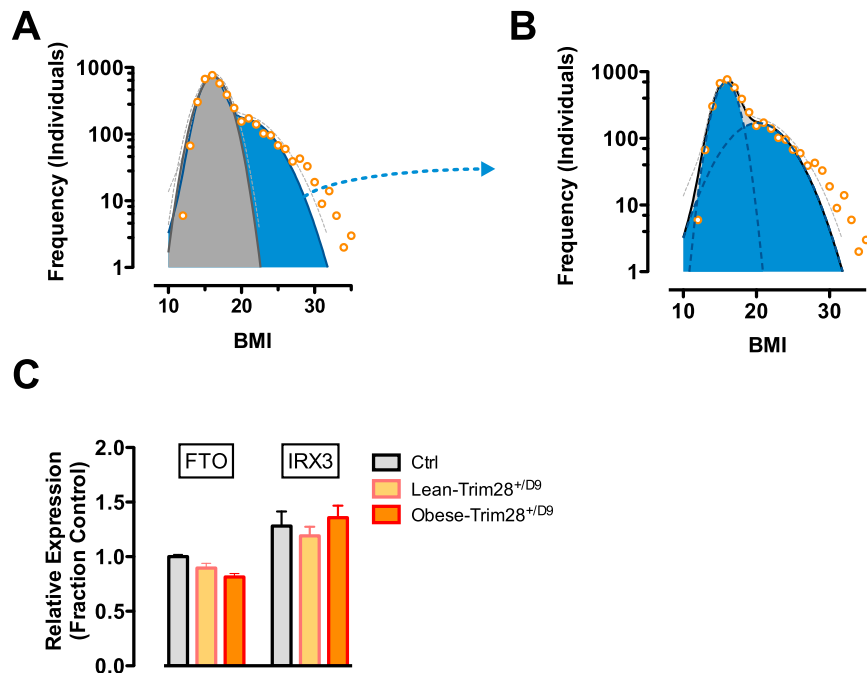 A
Frequency (Individuals)
1000
100
10
1
10
20
30
BMI
B
Frequency (Individuals)
1000
100
10
1
10
20
30
BMI
C
Relative Expression
(Fraction Control)
2.0
1.5
1.0
0.5
0.0
FTO
IRX3
Ctrl
Lean-Trim28+/D9
Obese-Trim28+/D9